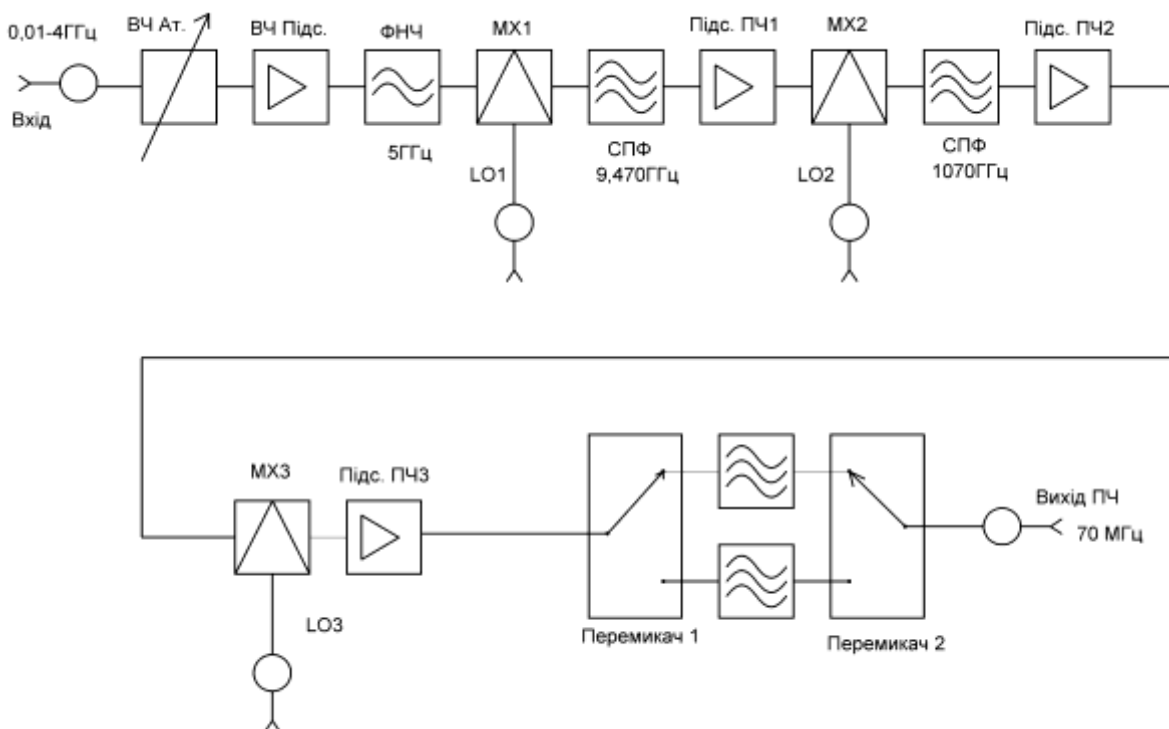 0,01-4ГГц
ВЧ Ат.
ВЧ Підс.
ФНЧ
МХ1
Підс. ПЧ1
МХ2
Підс. ПЧ2
Вхід
5ГГц
LO1
СПФ
9,470ГГц
LO2
СПФ
1070ГГц
МХ3
Підс. ПЧ3
Вихід ПЧ
70 МГц
LO3
Перемикач 1
Перемикач 2